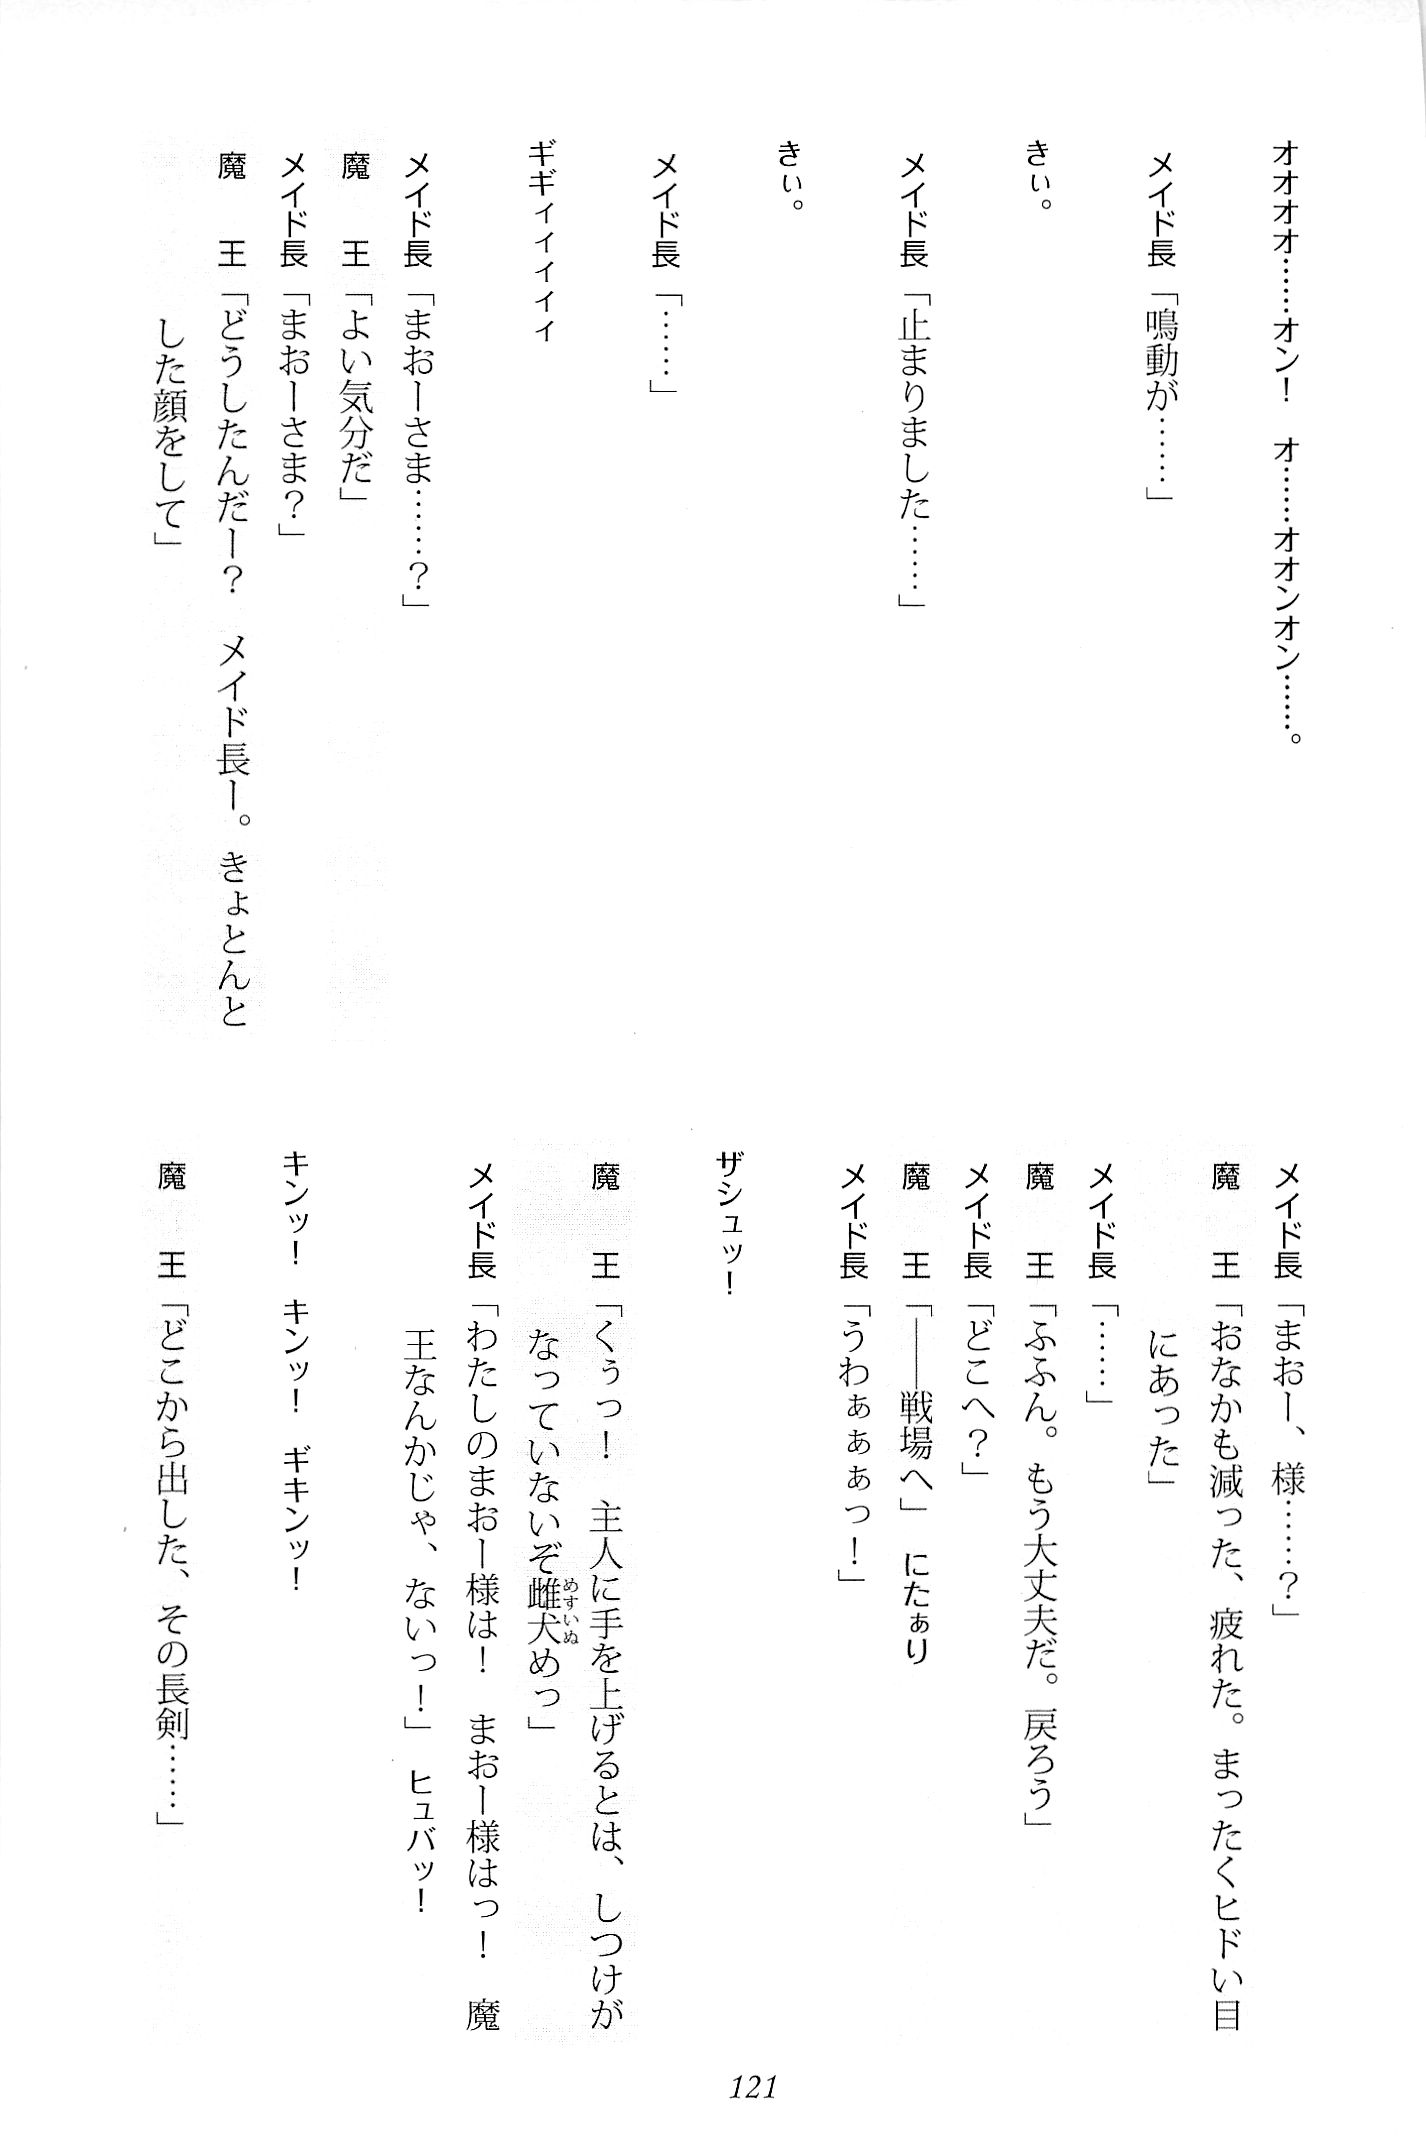 オオオオ……オン！　オ……オオンオン……。
メイド長「鳴動が……」
きぃ。
メイド長「止まりました……」
きぃ。
メイド長「……」
ギギィィィィィ
メイド長「まおーさま……？」
魔　王「よい気分だ」
メイド長「まおーさま？」
魔　王「どうしたんだー？　メイド長ー。きょとんと
した顔をして」
メイド長「まおー、様……？」
魔　王「おなかも減った、疲れた。まったくヒドい目
にあった」
メイド長「……」
魔　王「ふふん。もう大丈夫だ。戻ろう」
メイド長「どこへ？」
魔　王「――戦場へ」　にたぁり
メイド長「うわぁぁぁっ！」
ザシュッ！
魔　王「くぅっ！　主人に手を上げるとは、しつけが
なっていないぞ雌犬めっ」
めすいぬ
メイド長「わたしのまおー様は！　まおー様はっ！　魔
王なんかじゃ、ないっ！」　ヒュバッ！
キンッ！　キンッ！　ギキンッ！
魔　王「どこから出した、その長剣……」
121